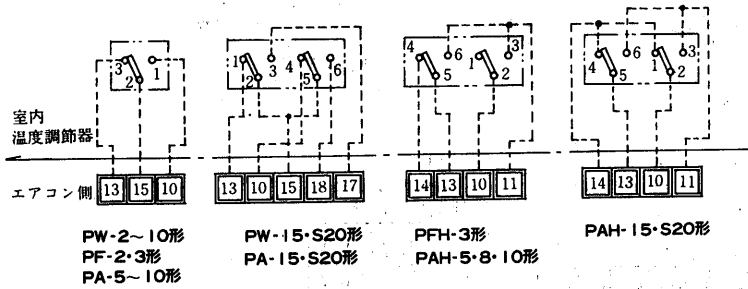 3 2 1
1 2 3 4 5 6
4 5 6 1 2 3
4 5 6 1 2 3
室内
温度調節器
エアコン側 13 15 10 13 10 15 18 17 14 13 10 11 14 13 10 11
PW-2~10形
PF-2・3形
PA-5~10形
PW-15・S20形
PA-15・S20形
PFH-3形
PAH-5・8・10形
PAH-15・S20形